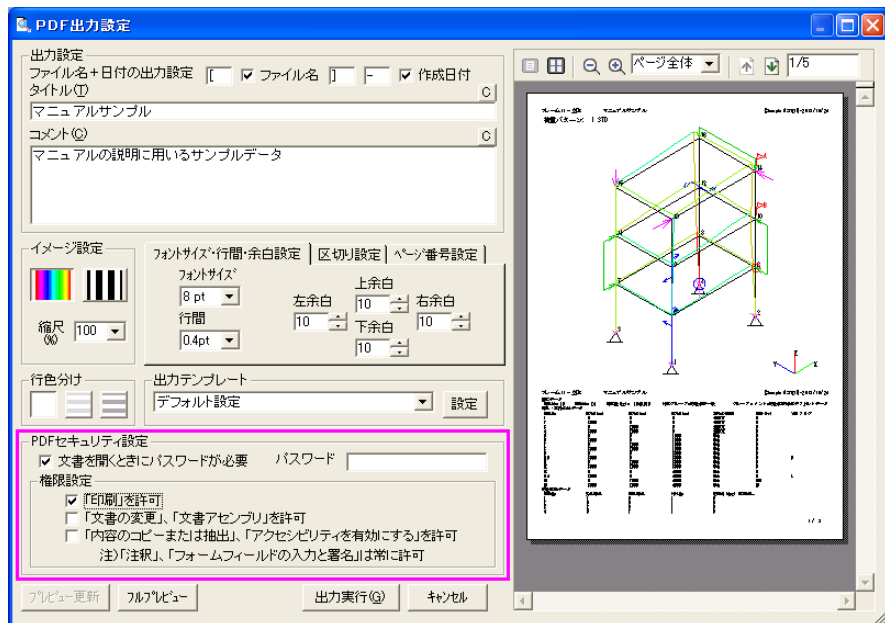 PDF出力設定
出力設定
ファイル名+日付の出力設定 [ ファイル名 ] - 作成日付
タイトル(T) C
マニュアルサンプル
コメント(C) C
マニュアルの説明に用いるサンプルデータ
イメージ設定
縮尺(%) 100
フォントサイズ・行間・余白設定 区切り設定 ページ番号設定
フォントサイズ
8 pt
行間
0.4pt
上余白
10
左余白
10
右余白
10
下余白
10
行色分け
出力テンプレート
デフォルト設定 設定
PDFセキュリティ設定
文書を開くときにパスワードが必要 パスワード
権限設定
「印刷」を許可
「文書の変更」、「文書アセンブリ」を許可
「内容のコピーまたは抽出」、「アクセシビリティを有効にする」を許可
注)「注釈」、「フォームフィールドの入力と署名」は常に許可
プレビュー更新 フルプレビュー 出力実行(G) キャンセル
ページ全体 1/5
マニュアルサンプル
マニュアルサンプル
1 / 5